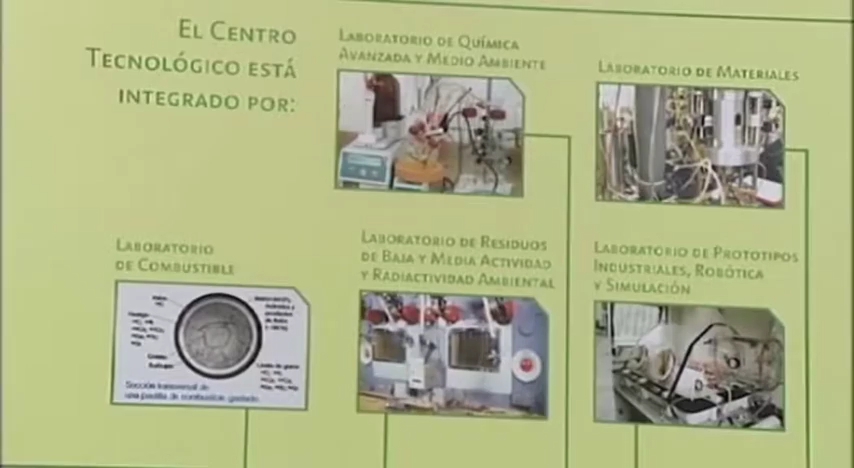 EL CENTRO
TECNOLÓGICO ESTÁ
INTEGRADO POR:
LABORATORIO DE QUÍMICA
AVANZADA Y MEDIO AMBIENTE
LABORATORIO DE MATERIALES
LABORATORIO
DE COMBUSTIBLE
Sección transversal de
una pastilla de combustible gastado
LABORATORIO DE RESIDUOS
DE BAJA Y MEDIA ACTIVIDAD
Y RADIACTIVIDAD AMBIENTAL
LABORATORIO DE PROTOTIPOS
INDUSTRIALES, ROBÓTICA
Y SIMULACIÓN